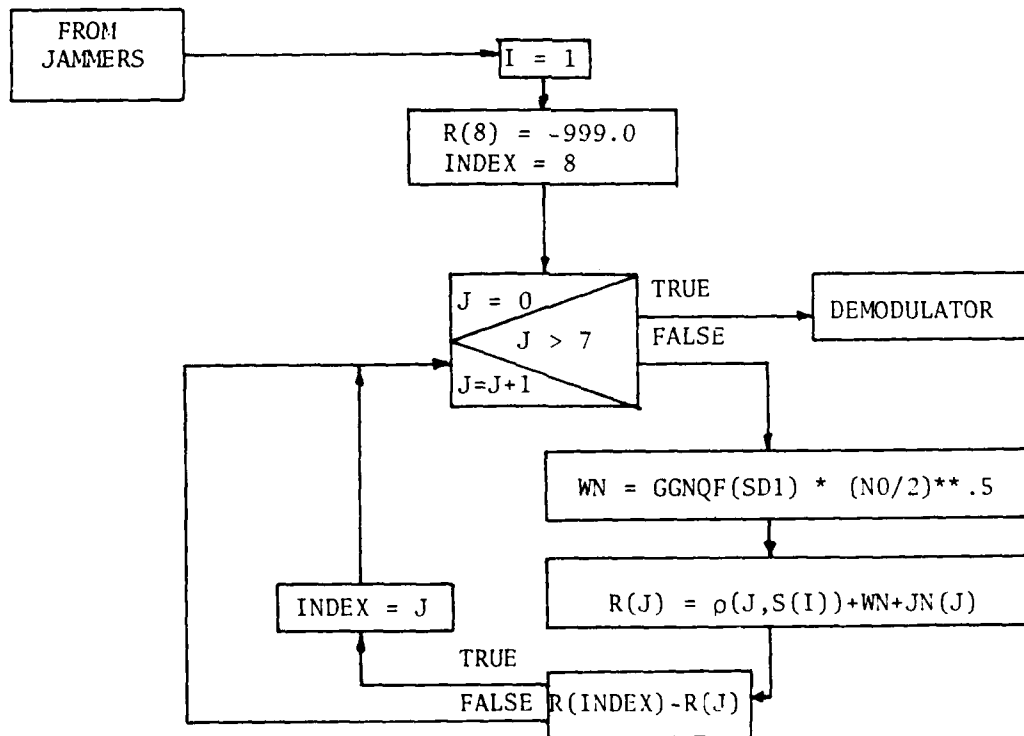 FROM
JAMMERS
I = 1
R(8) = -999.0
INDEX = 8
J = 0
J > 7
J=J+1
TRUE
FALSE
DEMODULATOR
WN = GGNQF(SD1) * (NO/2)**.5
R(J) = ρ(J,S(I))+WN+JN(J)
INDEX = J
TRUE
FALSE
R(INDEX)-R(J)